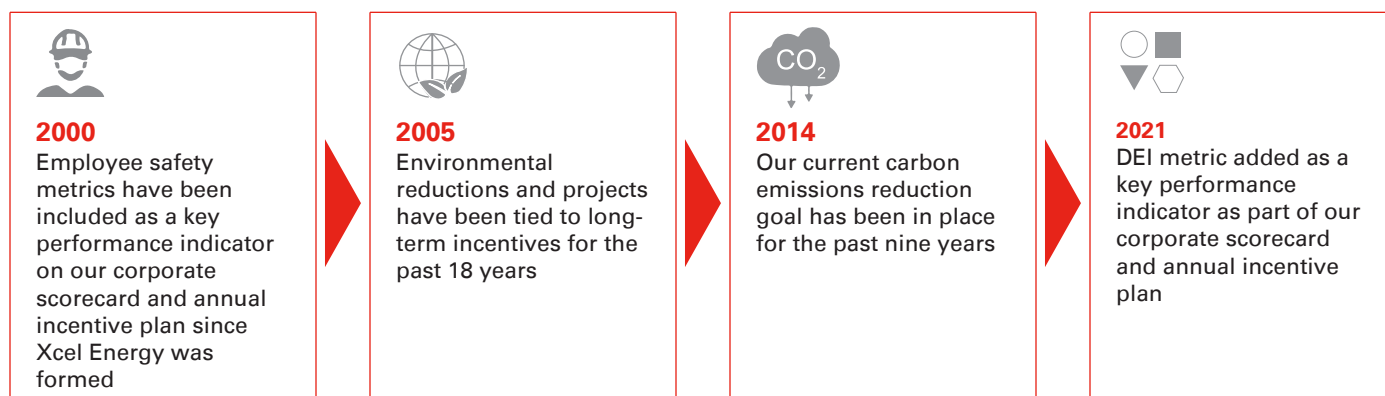 2000
Employee safety
metrics have been
included as a key
performance indicator
on our corporate
scorecard and annual
incentive plan since
Xcel Energy was
formed
2005
Environmental
reductions and projects
have been tied to long-
term incentives for the
past 18 years
CO2
2014
Our current carbon
emissions reduction
goal has been in place
for the past nine years
2021
DEI metric added as a
key performance
indicator as part of our
corporate scorecard
and annual incentive
plan